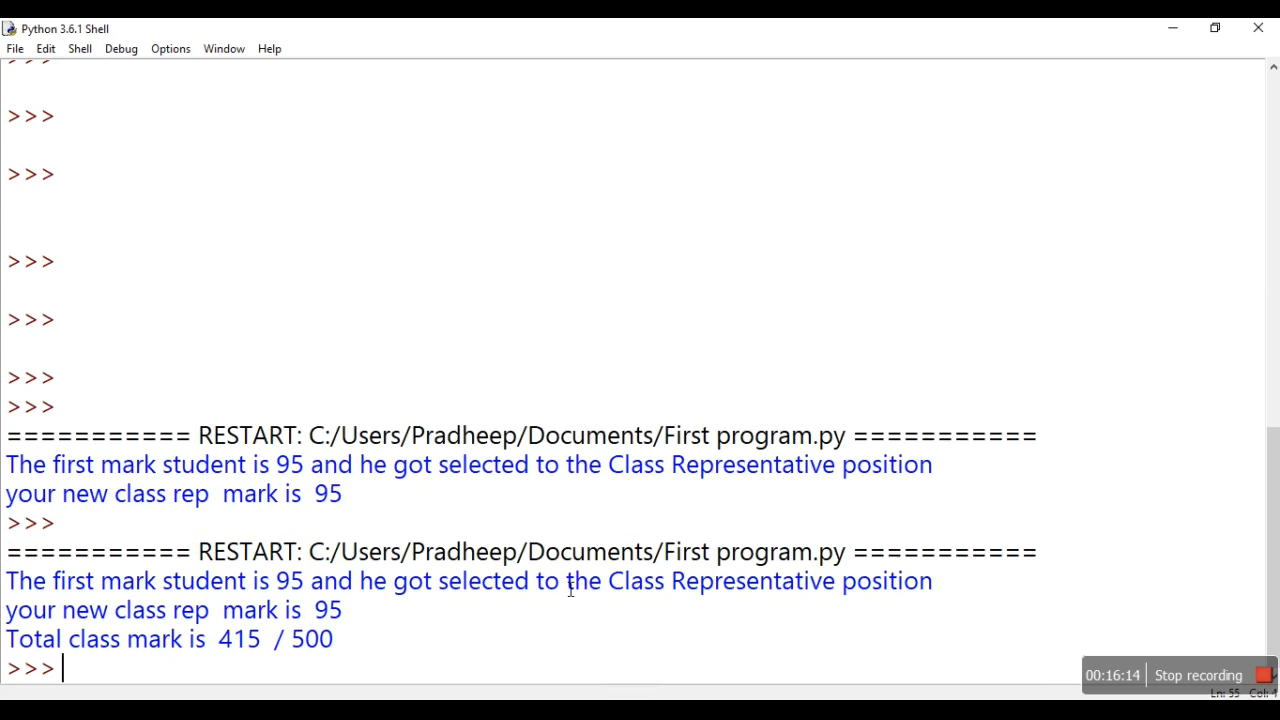 Python 3.6.1 Shell
File Edit Shell Debug Options Window Help
>>>
>>>
>>>
>>>
>>>
>>>
>>>
=========== RESTART: C:/Users/Pradheep/Documents/First program.py ===========
The first mark student is 95 and he got selected to the Class Representative position
your new class rep  mark is  95
>>>
=========== RESTART: C:/Users/Pradheep/Documents/First program.py ===========
The first mark student is 95 and he got selected to the Class Representative position
your new class rep  mark is  95
Total class mark is  415  / 500
>>>
00:16:14 Stop recording
Ln: 55 Col: 4